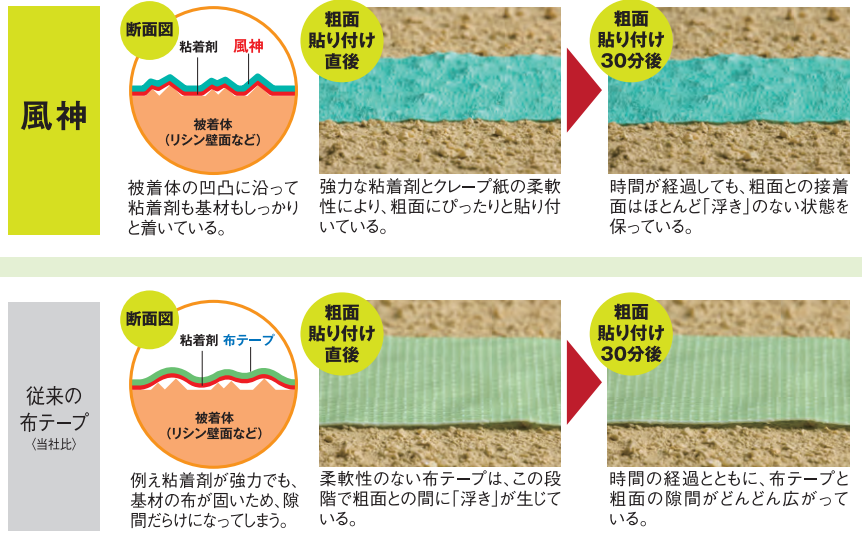 風神
断面図
粘着剤 風神
被着体
(リシン壁面など)
被着体の凹凸に沿って
粘着剤も基材もしっかり
と着いている。
粗面
貼り付け
直後
強力な粘着剤とクレープ紙の柔軟
性により、粗面にぴったりと貼り付
いている。
粗面
貼り付け
30分後
時間が経過しても、粗面との接着
面はほとんど「浮き」のない状態を
保っている。
従来の
布テープ
〈当社比〉
断面図
粘着剤 布テープ
被着体
(リシン壁面など)
例え粘着剤が強力でも、
基材の布が固いため、隙
間だらけになってしまう。
粗面
貼り付け
直後
柔軟性のない布テープは、この段
階で粗面との間に「浮き」が生じて
いる。
粗面
貼り付け
30分後
時間の経過とともに、布テープと
粗面の隙間がどんどん広がって
いる。